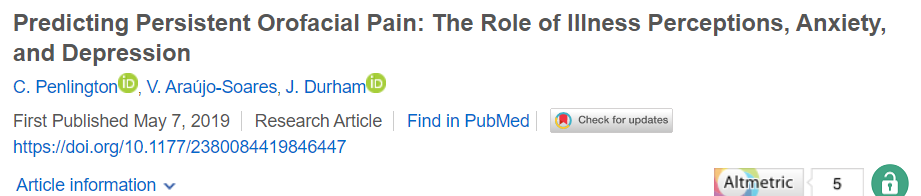 Predicting Persistent Orofacial Pain: The Role of Illness Perceptions, Anxiety,
and Depression
C. Penlington iD, V. Araújo-Soares, J. Durham iD
First Published May 7, 2019 Research Article Find in PubMed Check for updates
https://doi.org/10.1177/2380084419846447
Article information
Altmetric 5